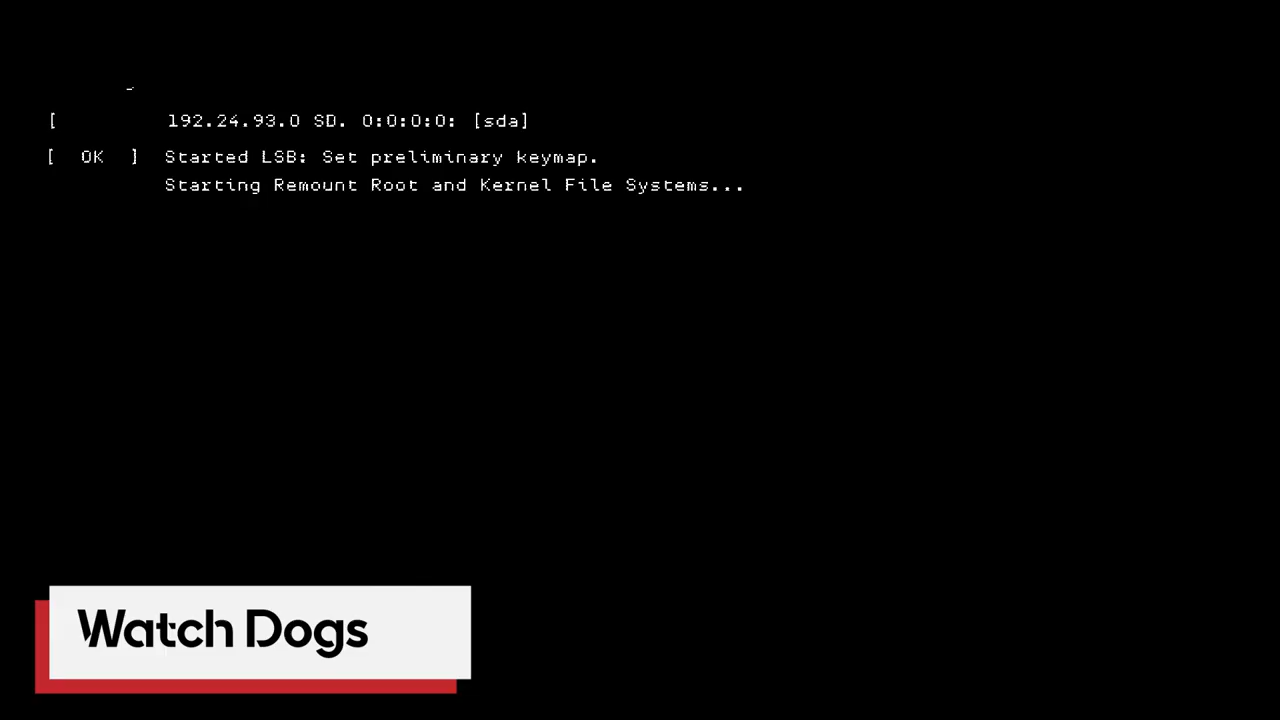 [ 192.24.93.0 SD. 0:0:0:0: [sda]
[ OK ] Started LSB: Set preliminary keymap.
Starting Remount Root and Kernel File Systems...
Watch Dogs